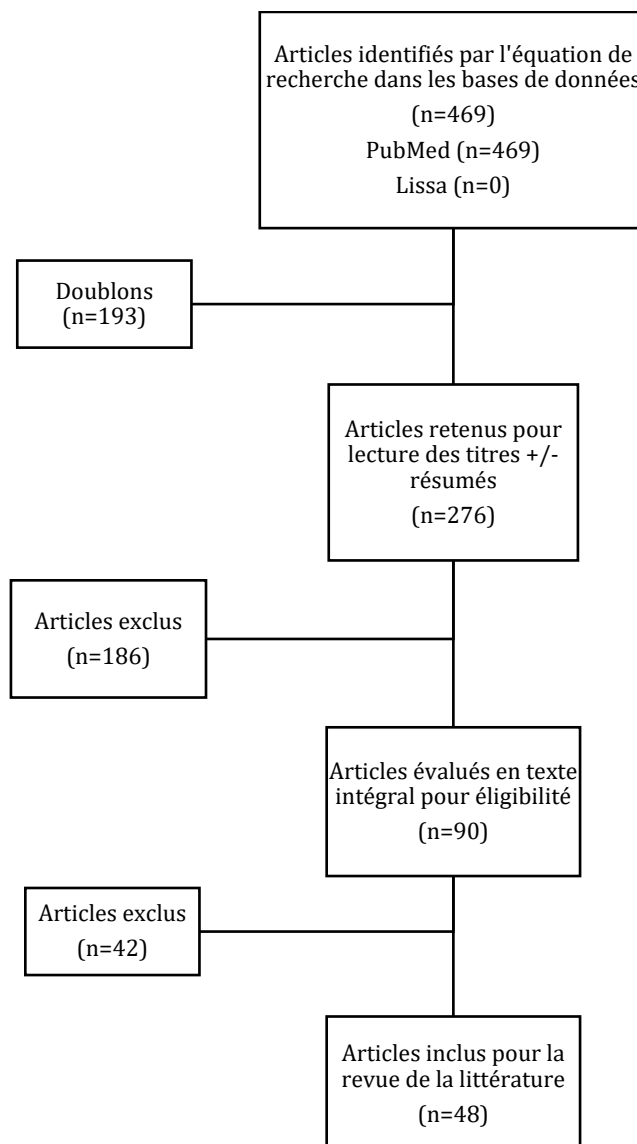 Articles identifiés par l'équation de
recherche dans les bases de données
(n=469)
PubMed (n=469)
Lissa (n=0)
Doublons
(n=193)
Articles retenus pour
lecture des titres +/-
résumés
(n=276)
Articles exclus
(n=186)
Articles évalués en texte
intégral pour éligibilité
(n=90)
Articles exclus
(n=42)
Articles inclus pour la
revue de la littérature
(n=48)